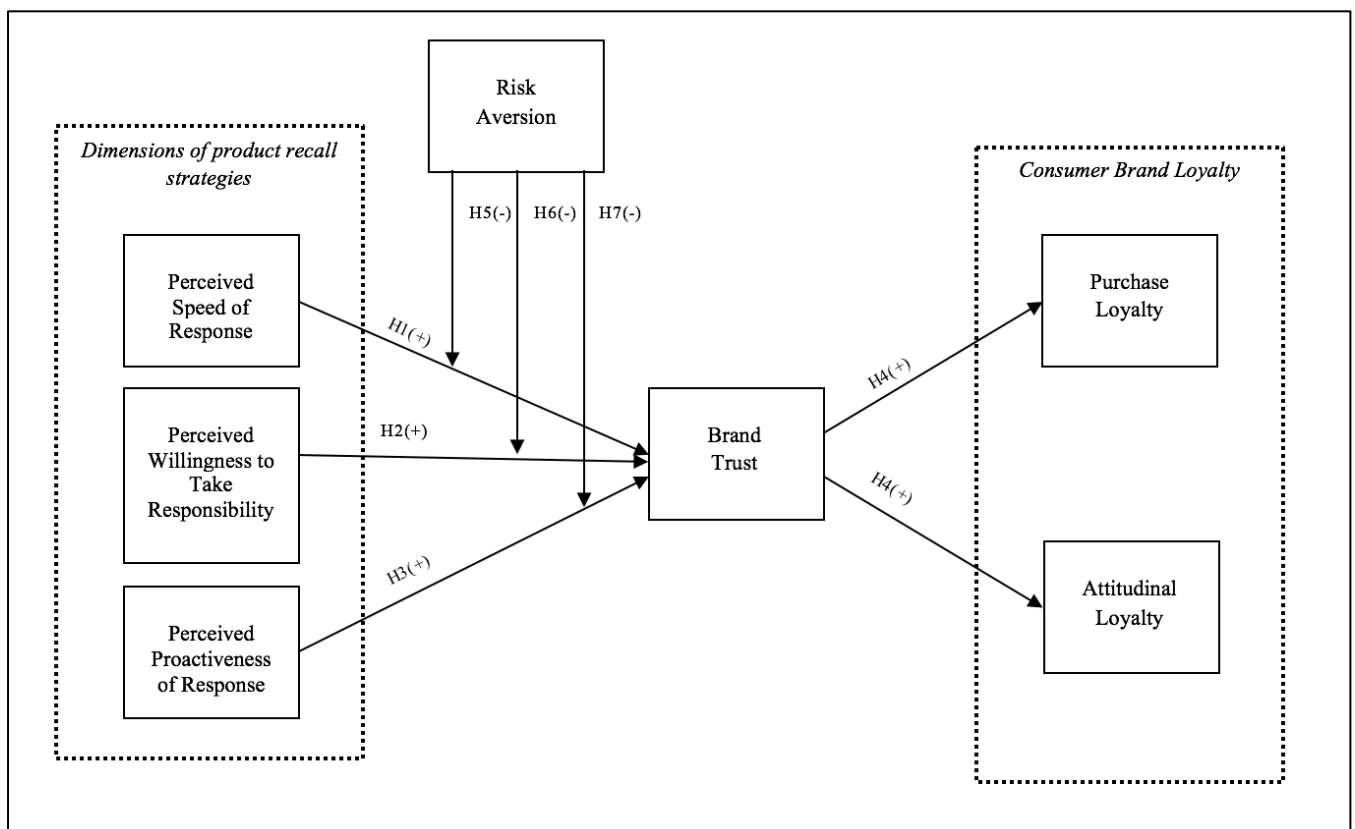 Risk
Aversion
Dimensions of product recall
strategies
Consumer Brand Loyalty
H5(-)
H6(-)
H7(-)
Perceived
Speed of
Response
Purchase
Loyalty
H1(+)
H4(+)
Perceived
Willingness to
Take
Responsibility
H2(+)
Brand
Trust
H4(+)
H3(+)
Perceived
Proactiveness
of Response
Attitudinal
Loyalty